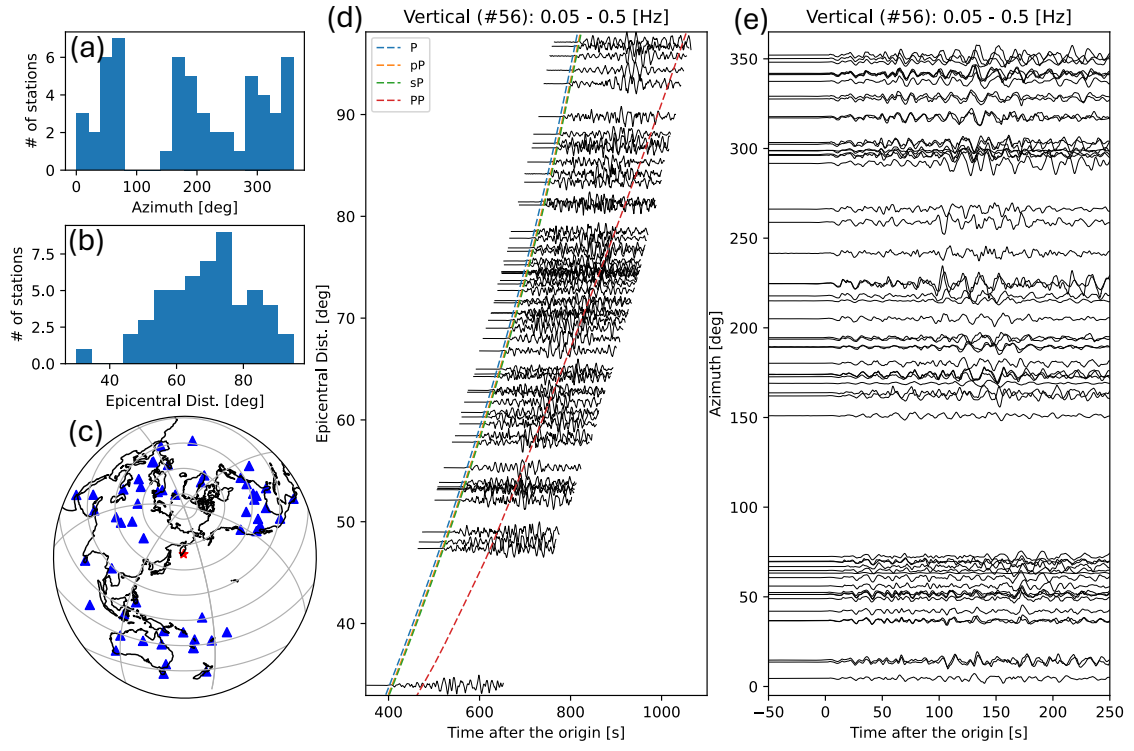 (a)
# of stations
0
2
4
6
0
100
200
300
Azimuth [deg]
(b)
# of stations
0.0
2.5
5.0
7.5
40
60
80
Epicentral Dist. [deg]
(c)
(d)
Vertical (#56): 0.05 - 0.5 [Hz]
P
pP
sP
PP
Epicentral Dist. [deg]
90
80
70
60
50
40
400
600
800
1000
Time after the origin [s]
(e)
Vertical (#56): 0.05 - 0.5 [Hz]
Azimuth [deg]
350
300
250
200
150
100
50
0
−50
0
50
100
150
200
250
Time after the origin [s]